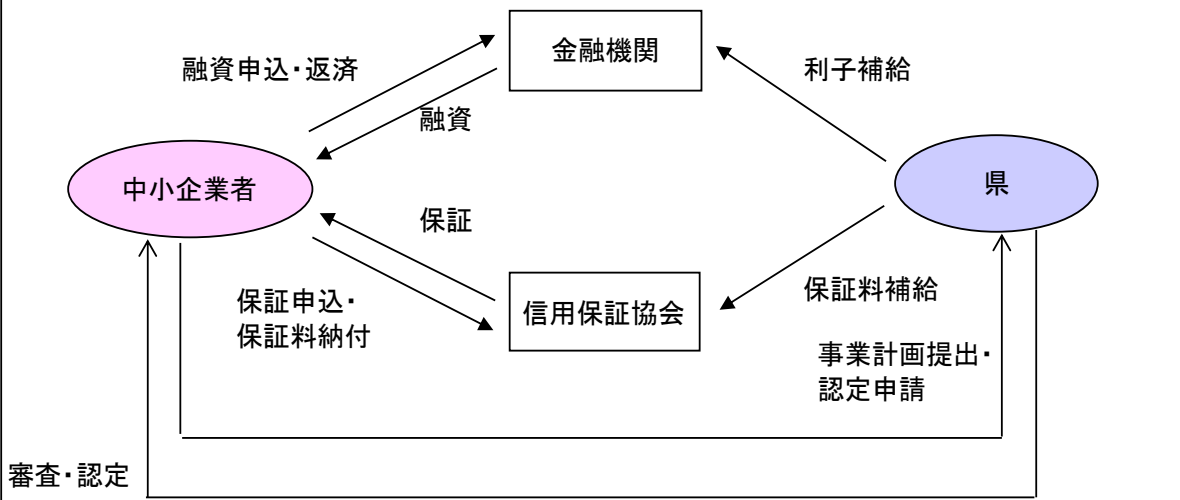 金融機関
融資申込・返済
利子補給
融資
中小企業者
県
保証
保証申込・
保証料納付
信用保証協会
保証料補給
事業計画提出・
認定申請
審査・認定